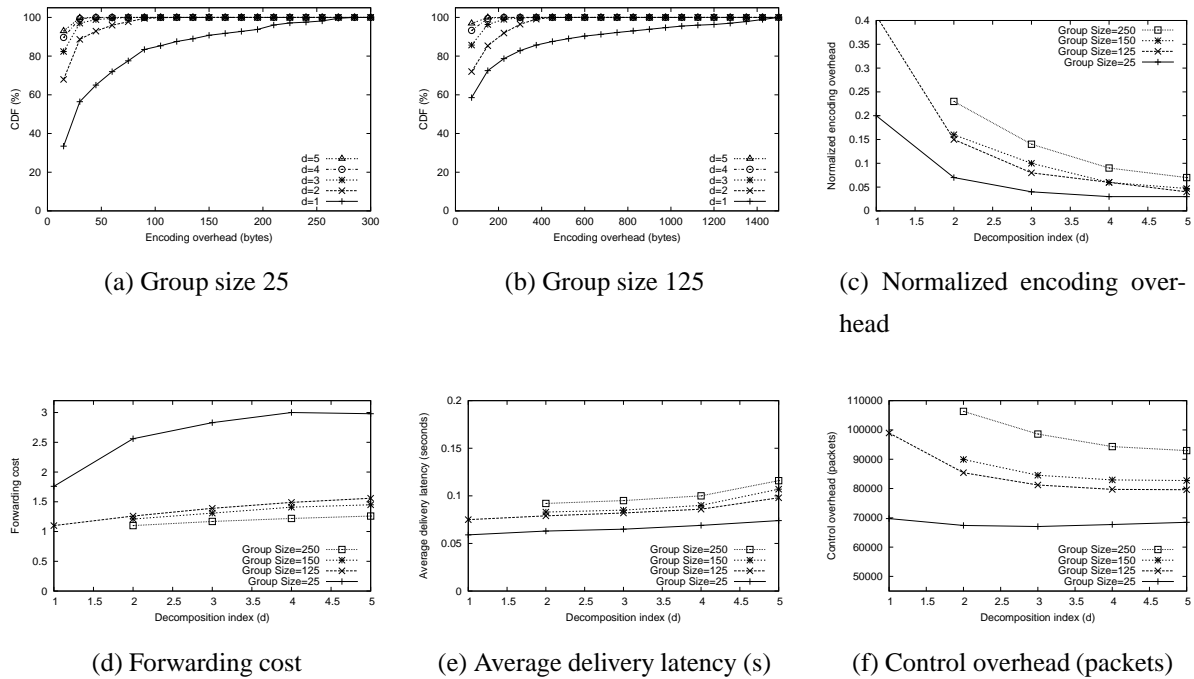 100
80
60
40
20
0
CDF (%)
0 50 100 150 200 250 300
Encoding overhead (bytes)
d=5
d=4
d=3
d=2
d=1
(a) Group size 25
100
80
60
40
20
0
CDF (%)
0 200 400 600 800 1000 1200 1400
Encoding overhead (bytes)
d=5
d=4
d=3
d=2
d=1
(b) Group size 125
0.4
0.35
0.3
0.25
0.2
0.15
0.1
0.05
0
Normalized encoding overhead
1 1.5 2 2.5 3 3.5 4 4.5 5
Decomposition index (d)
Group Size=250
Group Size=150
Group Size=125
Group Size=25
(c) Normalized encoding over-
head
3
2.5
2
1.5
1
0.5
0
Forwarding cost
1 1.5 2 2.5 3 3.5 4 4.5 5
Decomposition index (d)
Group Size=250
Group Size=150
Group Size=125
Group Size=25
(d) Forwarding cost
0.2
0.15
0.1
0.05
0
Average delivery latency (seconds)
1 1.5 2 2.5 3 3.5 4 4.5 5
Decomposition index (d)
Group Size=250
Group Size=150
Group Size=125
Group Size=25
(e) Average delivery latency (s)
110000
100000
90000
80000
70000
60000
50000
Control overhead (packets)
1 1.5 2 2.5 3 3.5 4 4.5 5
Decomposition index (d)
Group Size=250
Group Size=150
Group Size=125
Group Size=25
(f) Control overhead (packets)